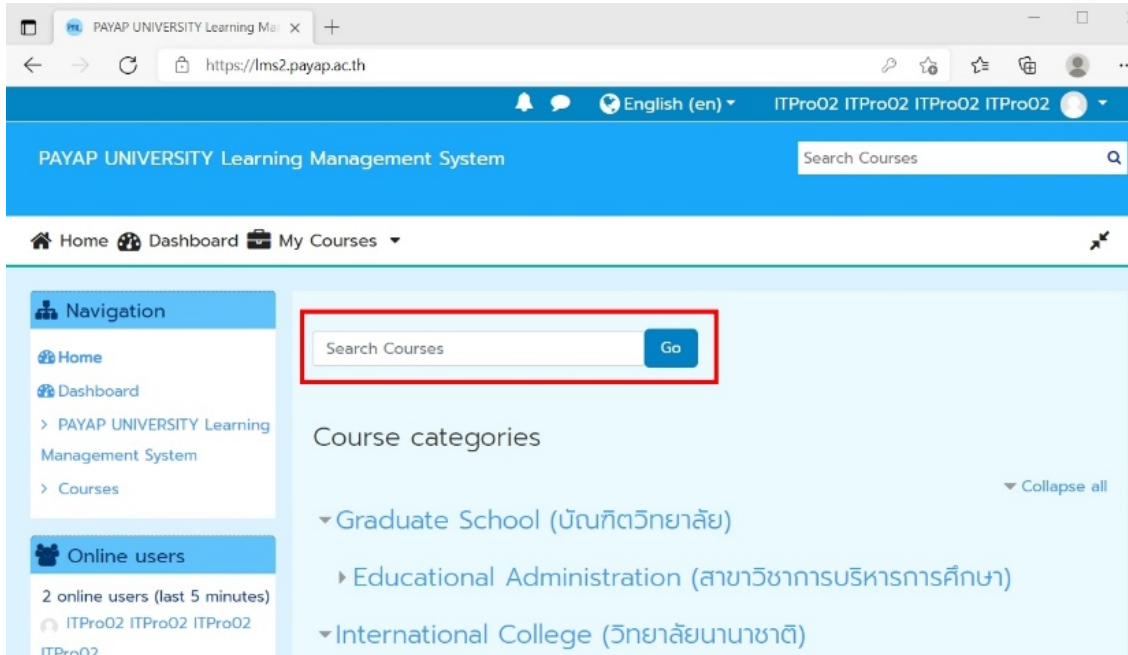 PAYAP UNIVERSITY Learning Ma
https://lms2.payap.ac.th
English (en)
ITPro02 ITPro02 ITPro02 ITPro02
PAYAP UNIVERSITY Learning Management System
Search Courses
Home Dashboard My Courses
Navigation
Home
Dashboard
> PAYAP UNIVERSITY Learning
Management System
> Courses
Online users
2 online users (last 5 minutes)
ITPro02 ITPro02 ITPro02
ITPro02
Search Courses Go
Course categories
Collapse all
Graduate School (บัณฑิตวิทยาลัย)
Educational Administration (สาขาวิชาการบริหารการศึกษา)
International College (วิทยาลัยนานาชาติ)